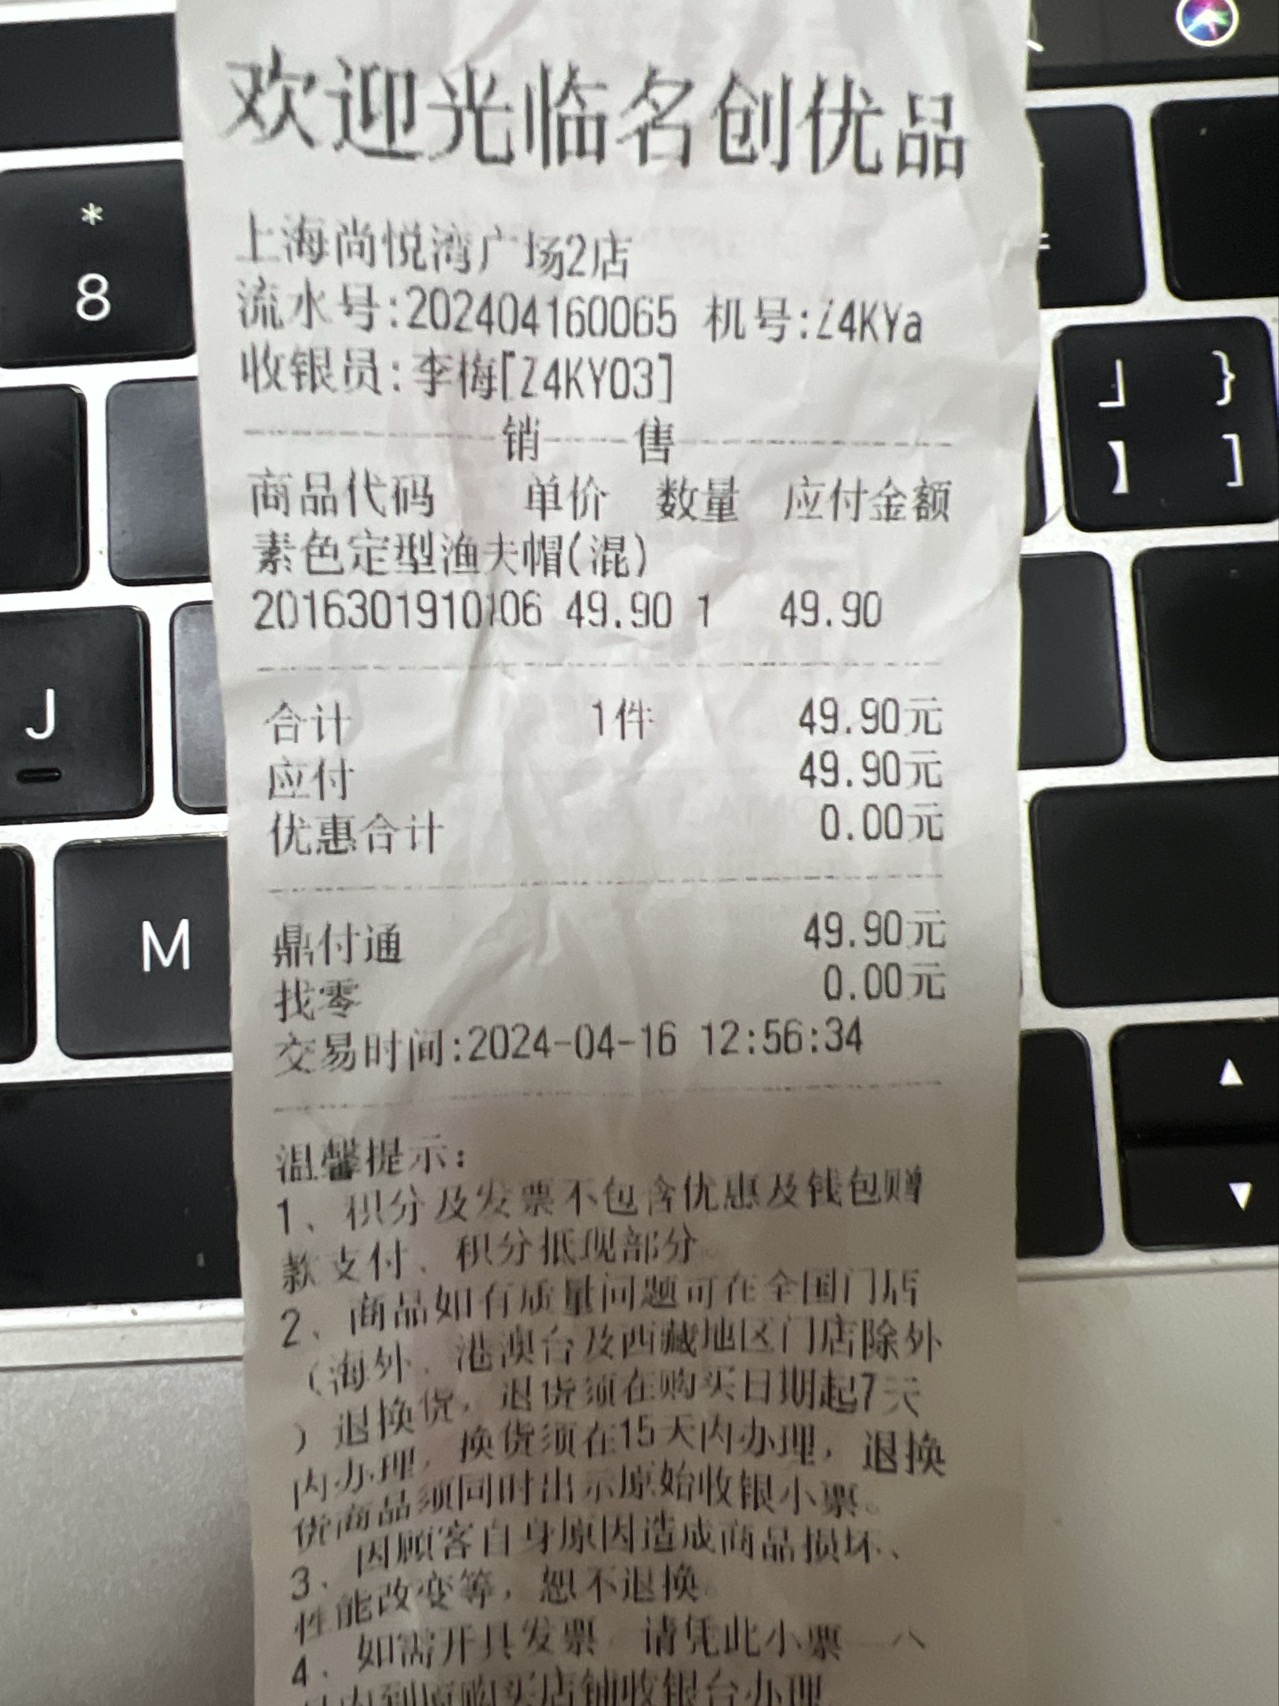 欢迎光临名创优品
上海尚悦湾广场2店
流水号:202404160065 机号:Z4KYa
收银员:李梅[Z4KY03]
销 售
商品代码 单价 数量 应付金额
素色定型渔夫帽(混)
49.90 1 49.90
合计 1件 49.90元
应付 49.90元
优惠合计 0.00元
鼎付通 49.90元
找零 0.00元
交易时间:2024-04-16 12:56:34
温馨提示:
1、积分及发票不包含优惠及钱包赠
款支付、积分抵现部分
2、商品如有质量问题可在全国门店
(海外、港澳台及西藏地区门店除外
)退换货,退货须在购买日期起7天
内办理,换货须在15天内办理,退换
货商品须同时出示原始收银小票。
3、因顾客自身原因造成商品损坏、
性能改变等,恕不退换。
4、如需开具发票 请凭此小票
到原购买店铺收银台办理
*
8
」 }
】 ]
J
M
▲
▼